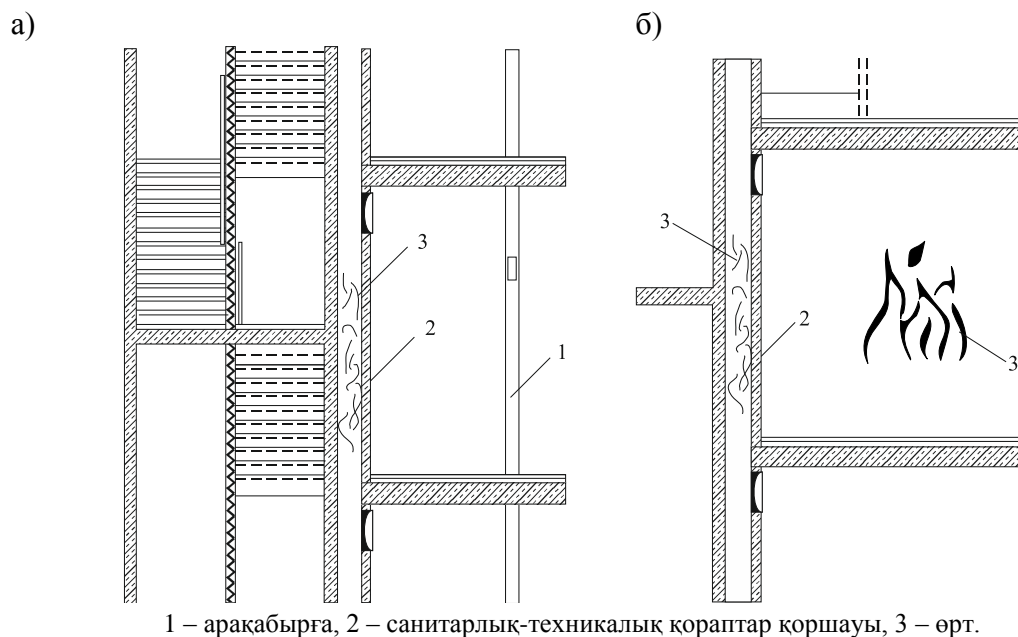 а)
б)
3
2
1
3
2
3
1 – арақабырға, 2 – санитарлық-техникалық қораптар қоршауы, 3 – өрт.